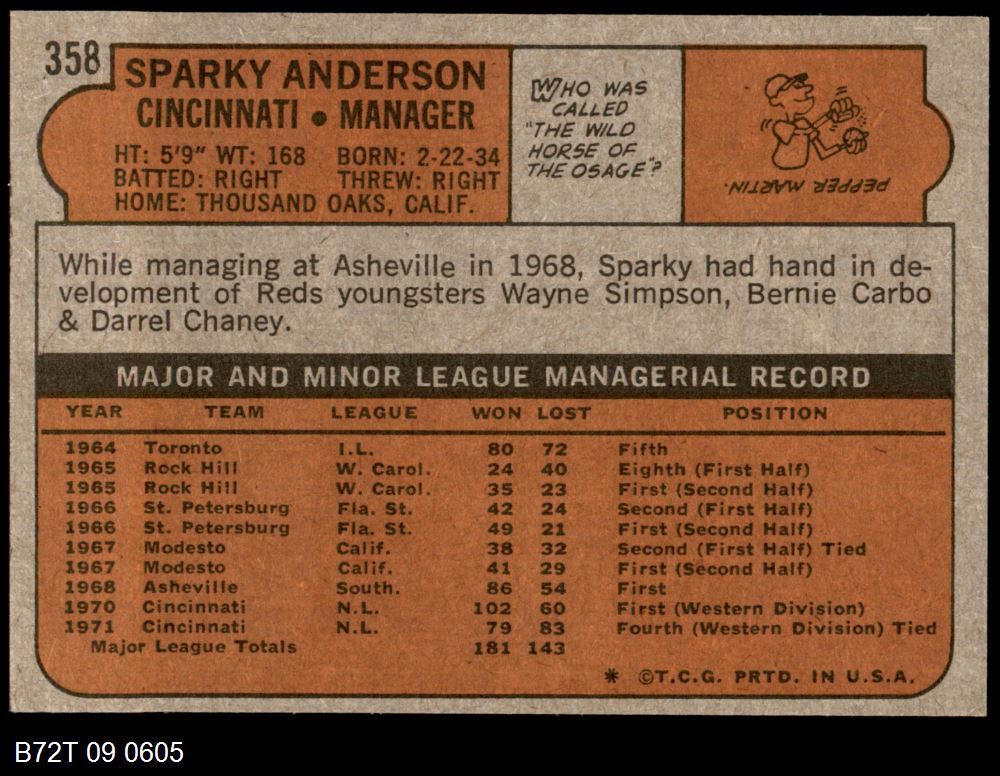 358
SPARKY ANDERSON
CINCINNATI • MANAGER
HT: 5'9" WT: 168 BORN: 2-22-34
BATTED: RIGHT THREW: RIGHT
HOME: THOUSAND OAKS, CALIF.
WHO WAS
CALLED
"THE WILD
HORSE OF
THE OSAGE"?
PEPPER MARTIN.
While managing at Asheville in 1968, Sparky had hand in de-
velopment of Reds youngsters Wayne Simpson, Bernie Carbo
& Darrel Chaney.
MAJOR AND MINOR LEAGUE MANAGERIAL RECORD
YEAR TEAM LEAGUE WON LOST POSITION
1964 Toronto I.L. 80 72 Fifth
1965 Rock Hill W. Carol. 24 40 Eighth (First Half)
1965 Rock Hill W. Carol. 35 23 First (Second Half)
1966 St. Petersburg Fla. St. 42 24 Second (First Half)
1966 St. Petersburg Fla. St. 49 21 First (Second Half)
1967 Modesto Calif. 38 32 Second (First Half) Tied
1967 Modesto Calif. 41 29 First (Second Half)
1968 Asheville South. 86 54 First
1970 Cincinnati N.L. 102 60 First (Western Division)
1971 Cincinnati N.L. 79 83 Fourth (Western Division) Tied
Major League Totals 181 143
* ©T.C.G. PRTD. IN U.S.A.
B72T 09 0605